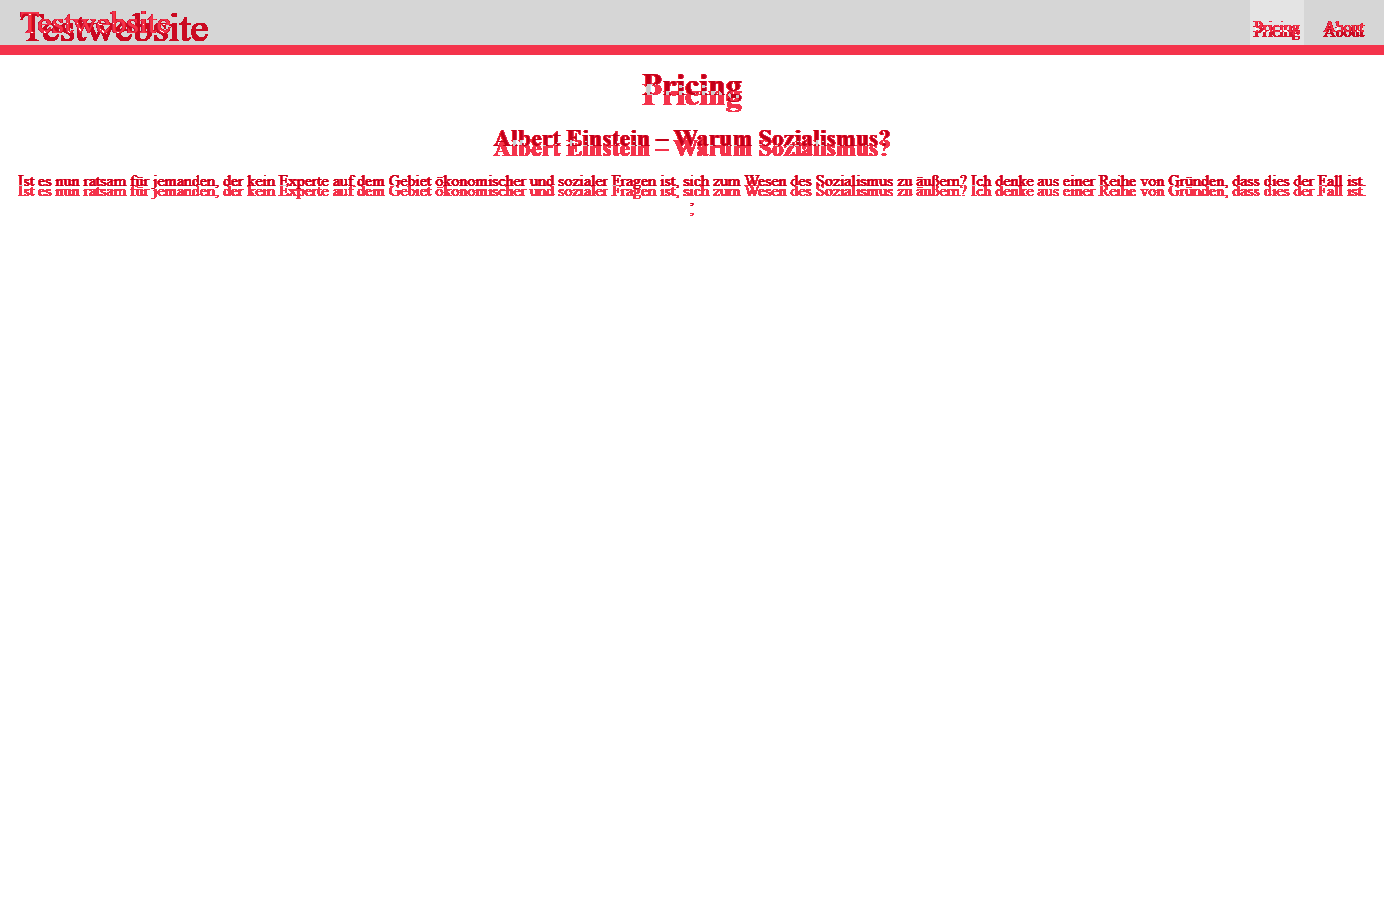 Testwebsite
Pricing About
Pricing
Albert Einstein – Warum Sozialismus?
Ist es nun ratsam für jemanden, der kein Experte auf dem Gebiet ökonomischer und sozialer Fragen ist, sich zum Wesen des Sozialismus zu äußern? Ich denke aus einer Reihe von Gründen, dass dies der Fall ist.
;